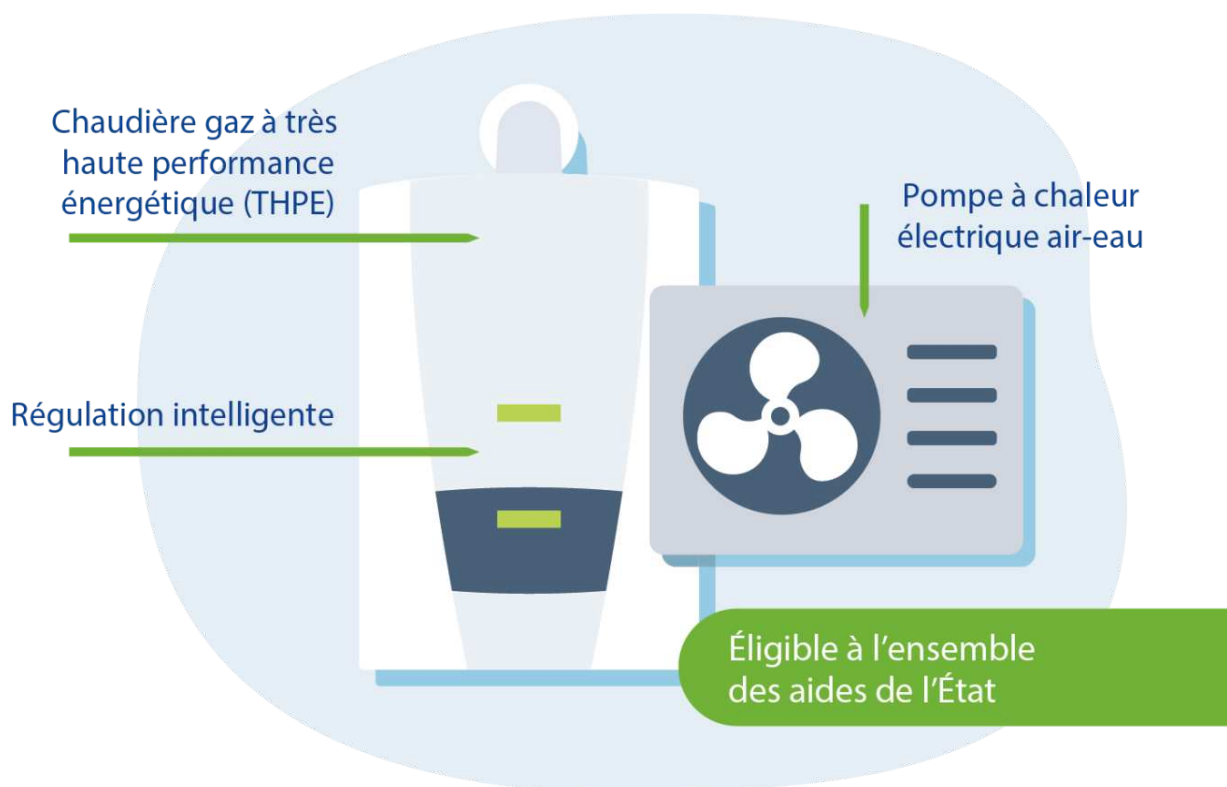 Chaudière gaz à très
haute performance
énergétique (THPE)
Pompe à chaleur
électrique air-eau
Régulation intelligente
Éligible à l'ensemble
des aides de l'État